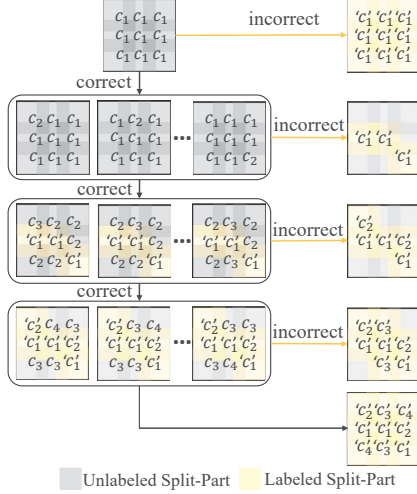 c₁ c₁ c₁
c₁ c₁ c₁
c₁ c₁ c₁
incorrect
‘c₁’‘c₁’‘c₁’
‘c₁’‘c₁’‘c₁’
‘c₁’‘c₁’‘c₁’
correct
c₂ c₁ c₁
c₁ c₁ c₁
c₁ c₁ c₁
c₁ c₂ c₁
c₁ c₁ c₁
c₁ c₁ c₁
...
c₁ c₁ c₁
c₁ c₁ c₁
c₁ c₁ c₂
incorrect
‘c₁’‘c₁’
‘c₁’
correct
c₃ c₂ c₂
‘c₁’‘c₁’ c₂
c₂ c₂ ‘c₁’
c₂ c₃ c₂
‘c₁’‘c₁’ c₂
c₂ c₂ ‘c₁’
...
c₂ c₃ c₂
‘c₁’‘c₁’ c₂
c₂ c₃ ‘c₁’
incorrect
‘c₂’
‘c₁’‘c₁’‘c₂’
‘c₁’
correct
‘c₂’ c₄ c₃
‘c₁’‘c₁’‘c₂’
c₃ c₃ ‘c₁’
‘c₂’ c₃ c₄
‘c₁’‘c₁’‘c₂’
c₃ c₃ ‘c₁’
...
‘c₂’ c₃ c₃
‘c₁’‘c₁’‘c₂’
c₃ c₄ ‘c₁’
incorrect
‘c₂’‘c₃’
‘c₁’‘c₁’‘c₂’
‘c₃’‘c₁’
‘c₂’‘c₃’‘c₄’
‘c₁’‘c₁’‘c₂’
‘c₄’‘c₃’‘c₁’
Unlabeled Split-Part
Labeled Split-Part